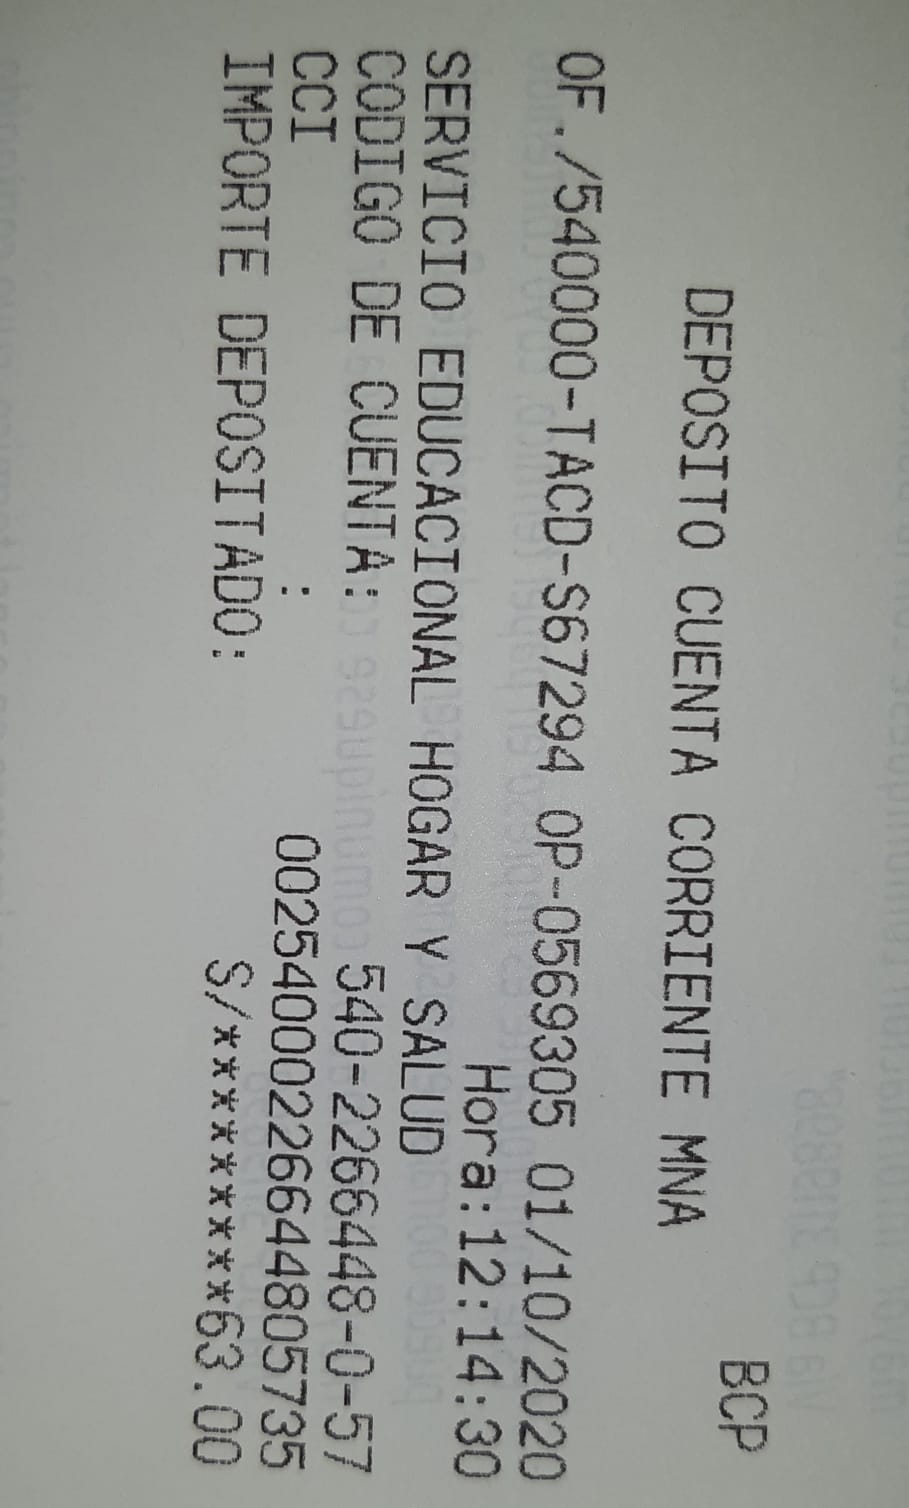 BCP
DEPOSITO CUENTA CORRIENTE MNA
OF./540000-TACD-S67294 OP-0569305 01/10/2020
Hora:12:14:30
SERVICIO EDUCACIONAL HOGAR Y SALUD
CODIGO DE CUENTA: 540-2266448-0-57
CCI : 00254000226644805735
IMPORTE DEPOSITADO: S/*********63.00